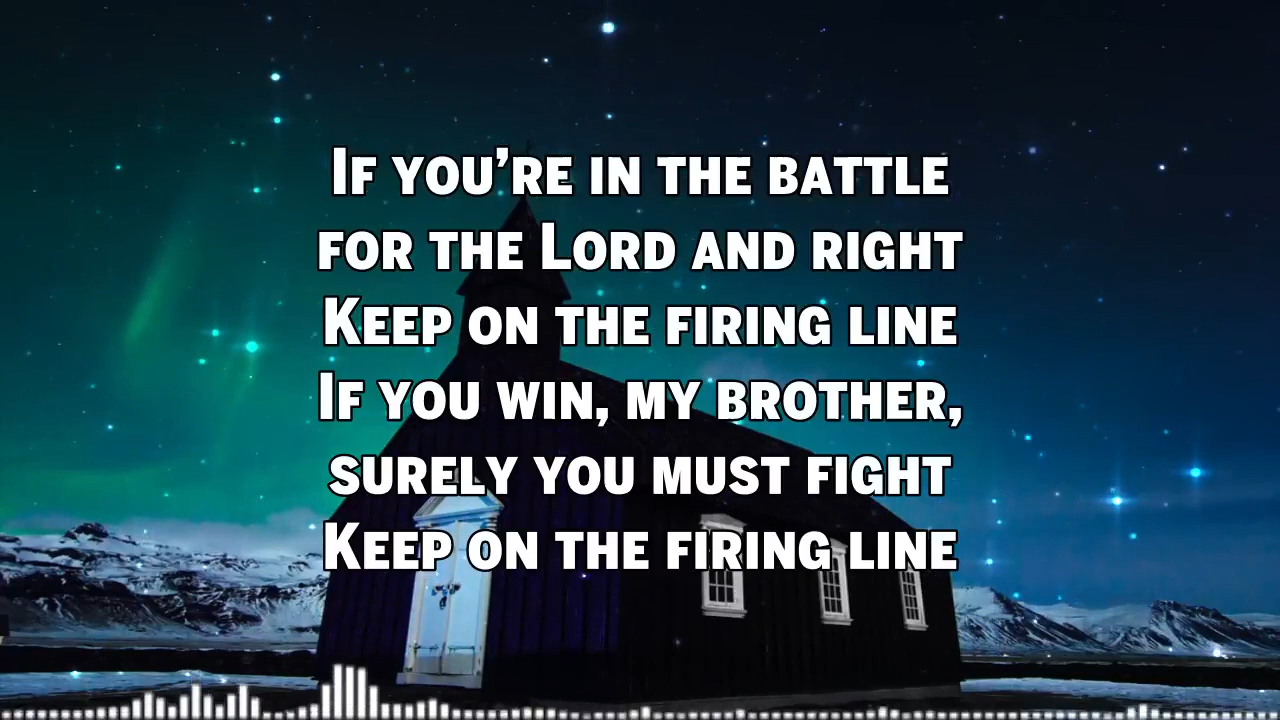 If you're in the battle
for the Lord and right
Keep on the firing line
If you win, my brother,
surely you must fight
Keep on the firing line